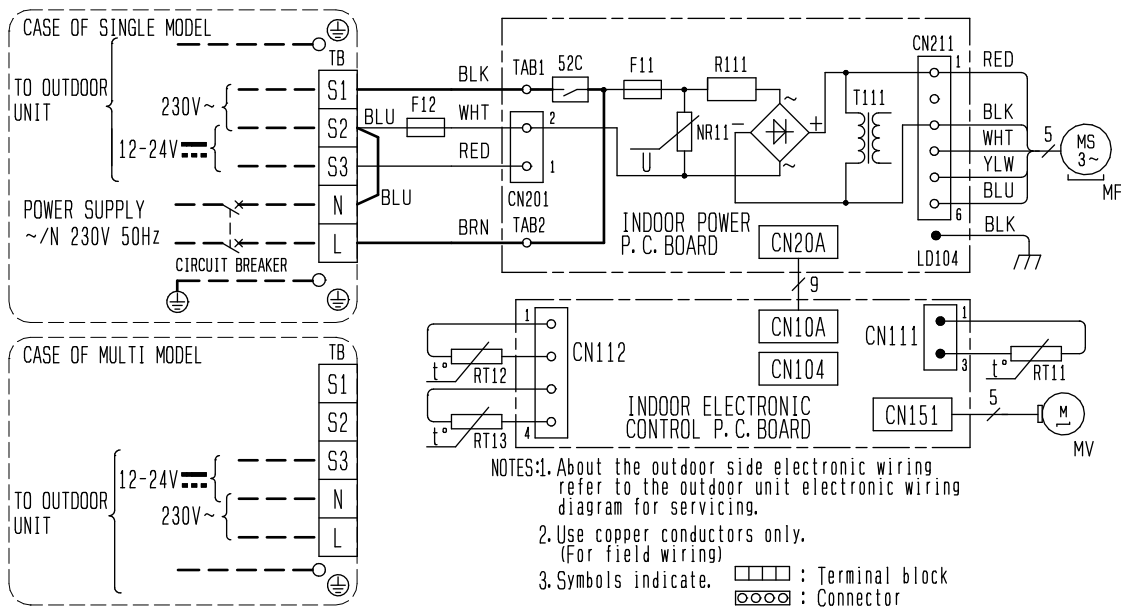 CASE OF SINGLE MODEL
TO OUTDOOR
UNIT
230V~
12-24V
POWER SUPPLY
~/N 230V 50Hz
CIRCUIT BREAKER
TB
S1
S2
S3
N
L
BLU
BLU
F12
BLK
WHT
RED
BRN
TAB1
52C
2
1
CN201
TAB2
F11
R111
NR11
U
~
~
-
+
T111
INDOOR POWER
P.C.BOARD
CN211
1
6
LD104
RED
BLK
WHT
YLW
BLU
BLK
5
MS
3~
MF
CN20A
9
CN10A
CN104
CASE OF MULTI MODEL
TO OUTDOOR
UNIT
12-24V
230V~
TB
S1
S2
S3
N
L
1
4
CN112
t°
RT12
t°
RT13
INDOOR ELECTRONIC
CONTROL P.C.BOARD
CN111
1
3
t°
RT11
CN151
5
M
MV
NOTES:1. About the outdoor side electronic wiring
refer to the outdoor unit electronic wiring
diagram for servicing.
2. Use copper conductors only.
(For field wiring)
3. Symbols indicate.
: Terminal block
: Connector